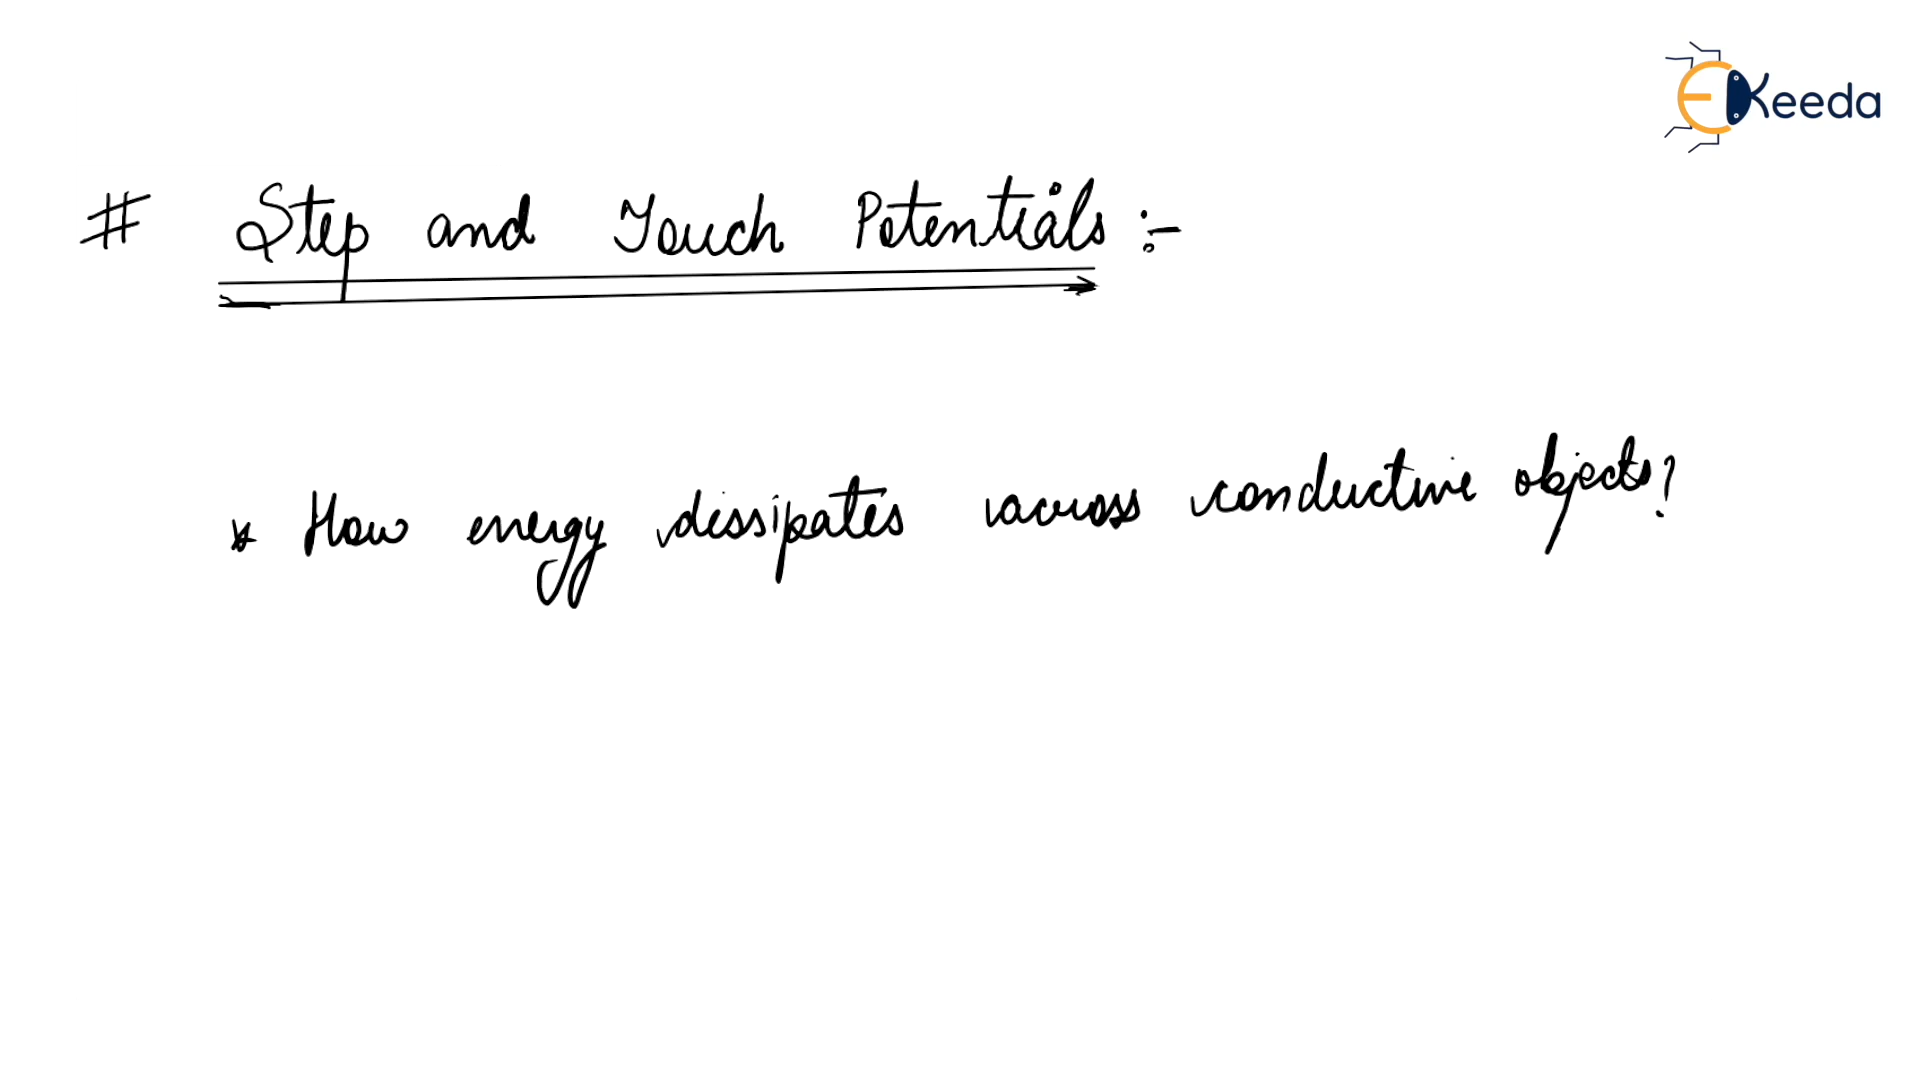 EKeeda
# Step and Touch Potentials :-
* How energy dissipates across conductive objects?